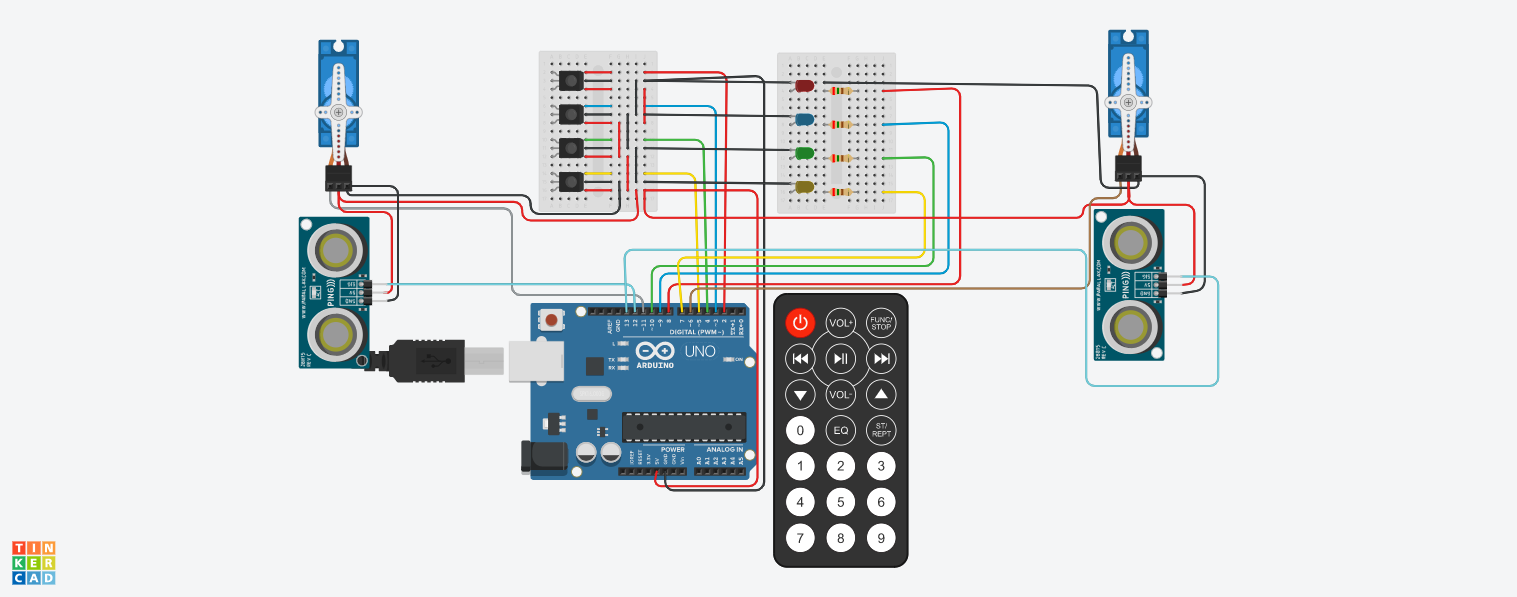 WWW.PARALLAX.COM
PING)))
SIG
5V
GND
28015
REV C
AREF
GND
13
12
~11
~10
~9
8
7
~6
~5
4
~3
2
TX→1
RX←0
DIGITAL (PWM~)
L
TX
RX
UNO
ARDUINO
ON
POWER
ANALOG IN
IOREF
RESET
3.3V
5V
GND
GND
Vin
A0
A1
A2
A3
A4
A5
VOL+
FUNC/
STOP
VOL-
0
EQ
ST/
REPT
1
2
3
4
5
6
7
8
9
WWW.PARALLAX.COM
PING)))
SIG
5V
GND
28015
REV C
TIN
KER
CAD